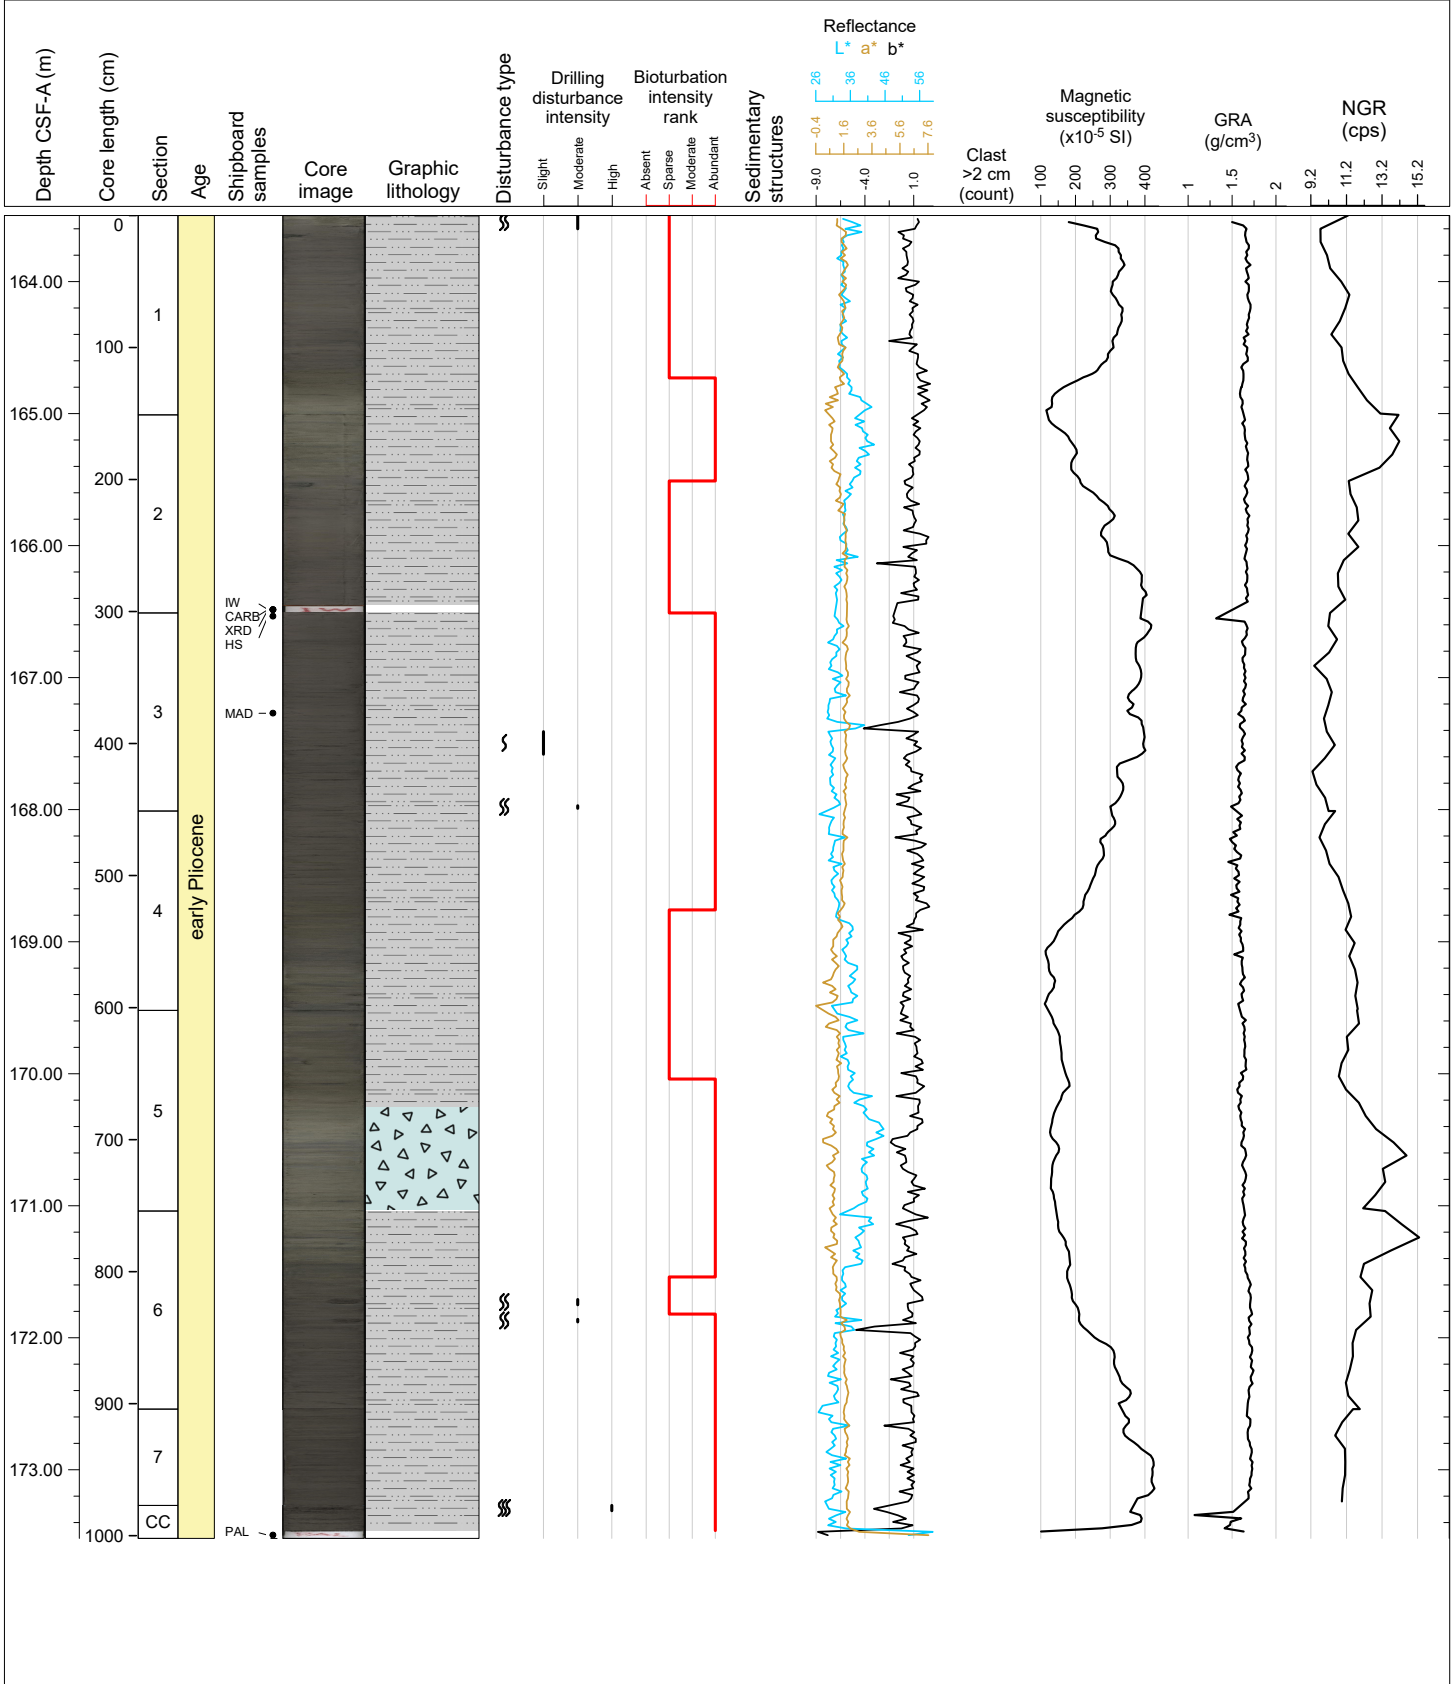 Depth CSF-A (m)
Core length (cm)
Section
Age
Shipboard
samples
Core
image
Graphic
lithology
Disturbance type
Drilling
disturbance
intensity
Slight
Moderate
High
Bioturbation
intensity
rank
Absent
Sparse
Moderate
Abundant
Sedimentary
structures
Reflectance
L* a* b*
26 36 46 56
-0.4 1.6 3.6 5.6 7.6
-9.0 -4.0 1.0
Clast
>2 cm
(count)
Magnetic
susceptibility
(x10-5 SI)
100 200 300 400
GRA
(g/cm3)
1 1.5 2
NGR
(cps)
9.2 11.2 13.2 15.2
0
164.00
1
100
165.00
200
2
166.00
IW
300
CARB
XRD
HS
167.00
3
MAD
400
168.00
early Pliocene
500
4
169.00
600
170.00
5
700
171.00
800
6
172.00
900
7
173.00
CC
PAL
1000